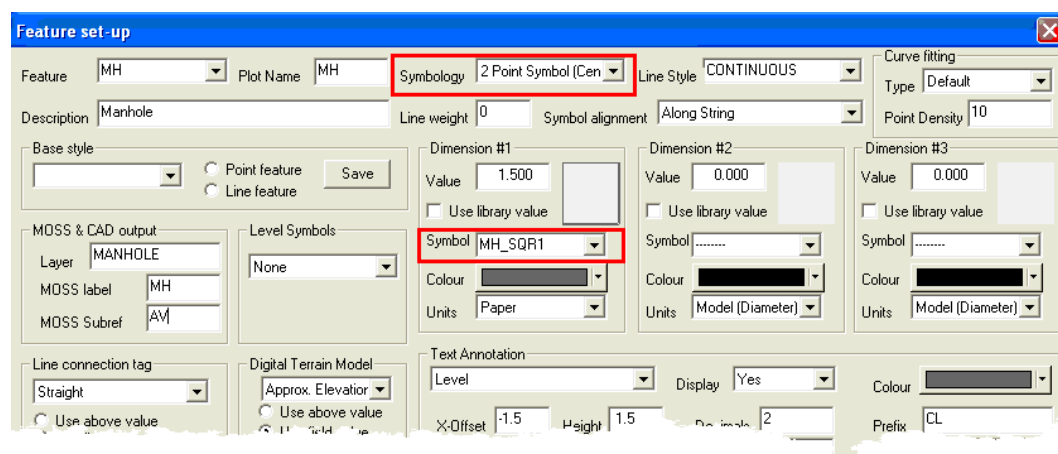 Feature set-up
Feature MH Plot Name MH Symbology 2 Point Symbol (Cen Line Style CONTINUOUS
Curve fitting
Type Default
Description Manhole Line weight 0 Symbol alignment Along String Point Density 10
Base style
Point feature
Line feature
Save
Dimension #1
Value 1.500
Use library value
Symbol MH_SQR1
Colour
Units Paper
Dimension #2
Value 0.000
Use library value
Symbol --------
Colour
Units Model (Diameter)
Dimension #3
Value 0.000
Use library value
Symbol --------
Colour
Units Model (Diameter)
MOSS & CAD output
Layer MANHOLE
MOSS label MH
MOSS Subref AV
Level Symbols
None
Line connection tag
Straight
Use above value
Digital Terrain Model
Approx. Elevation
Use above value
Text Annotation
Level Display Yes Colour
X-Offset -1.5 Height 1.5 2 Prefix CL